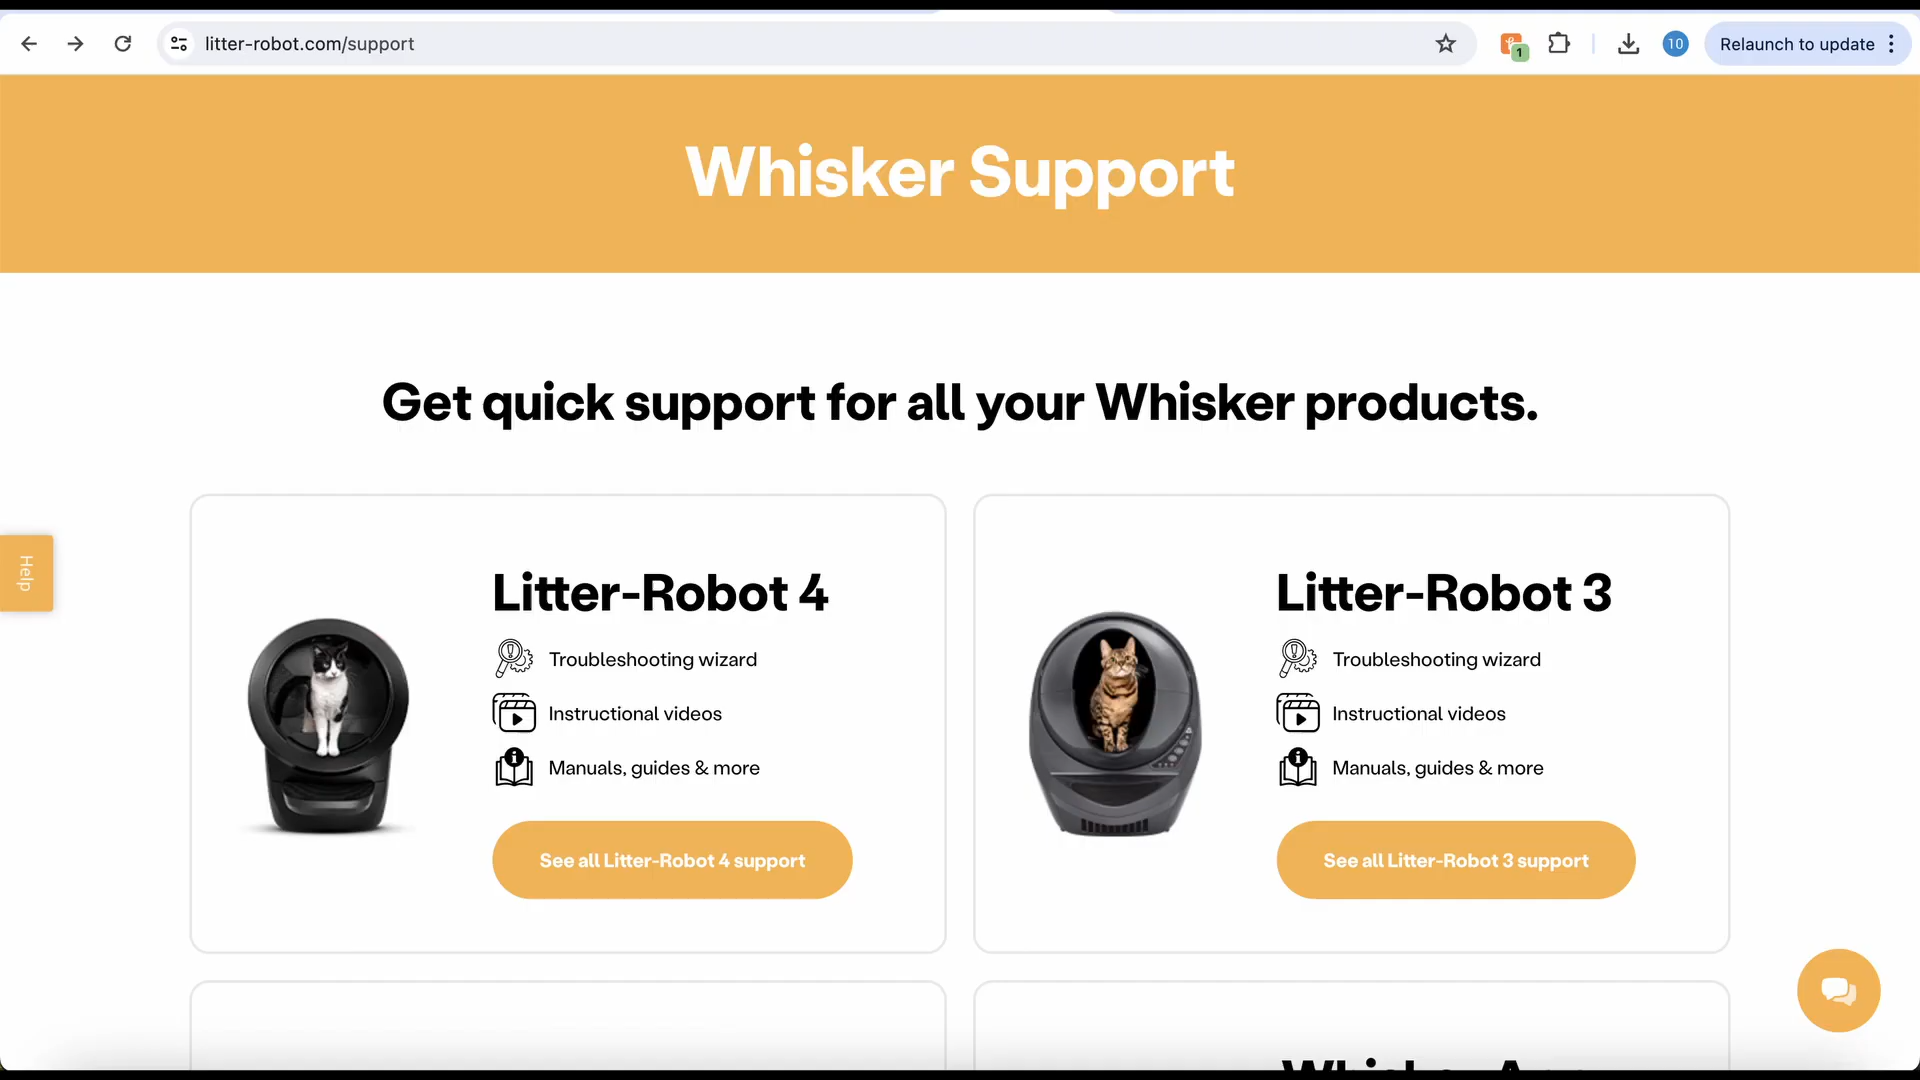 litter-robot.com/support
1
10
Relaunch to update
Whisker Support
Get quick support for all your Whisker products.
Help
Litter-Robot 4
Troubleshooting wizard
Instructional videos
Manuals, guides & more
See all Litter-Robot 4 support
Litter-Robot 3
Troubleshooting wizard
Instructional videos
Manuals, guides & more
See all Litter-Robot 3 support